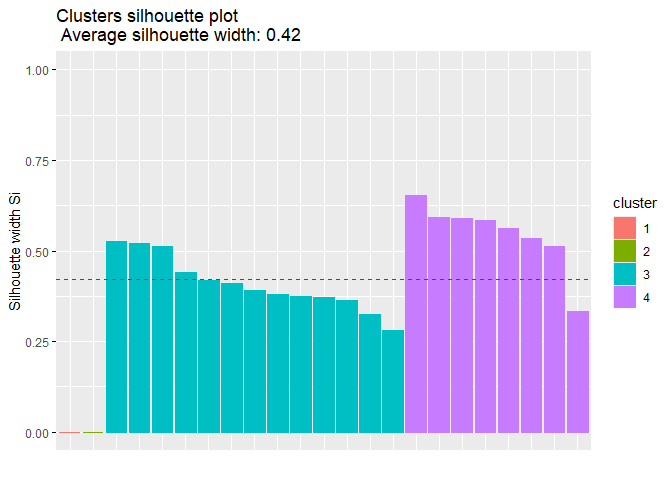 Clusters silhouette plot
Average silhouette width: 0.42
1.00
0.75
0.50
0.25
0.00
Silhouette width Si
cluster
1
2
3
4